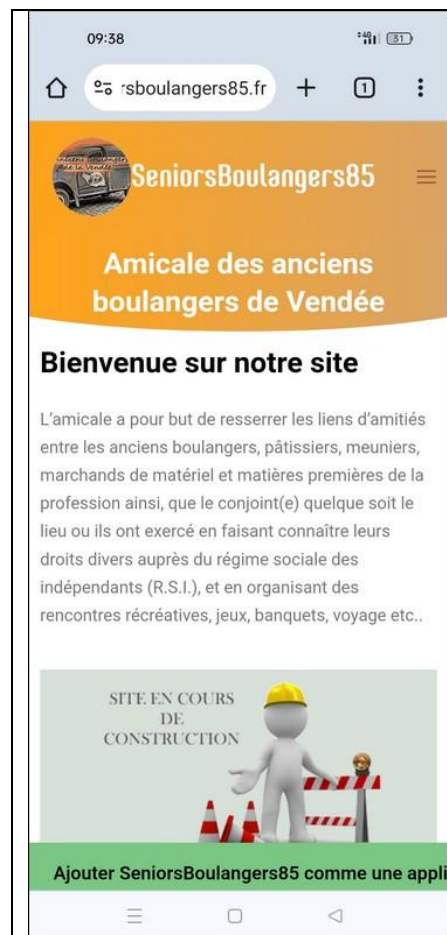 09:38
31
rsboulangers85.fr
1
SeniorsBoulangers85
Amicale des anciens
boulangers de Vendée
Bienvenue sur notre site
L'amicale a pour but de resserrer les liens d'amitiés
entre les anciens boulangers, pâtissiers, meuniers,
marchands de matériel et matières premières de la
profession ainsi, que le conjoint(e) quelque soit le
lieu ou ils ont exercé en faisant connaître leurs
droits divers auprès du régime sociale des
indépendants (R.S.I.), et en organisant des
rencontres récréatives, jeux, banquets, voyage etc..
SITE EN COURS
DE
CONSTRUCTION
Ajouter SeniorsBoulangers85 comme une appli